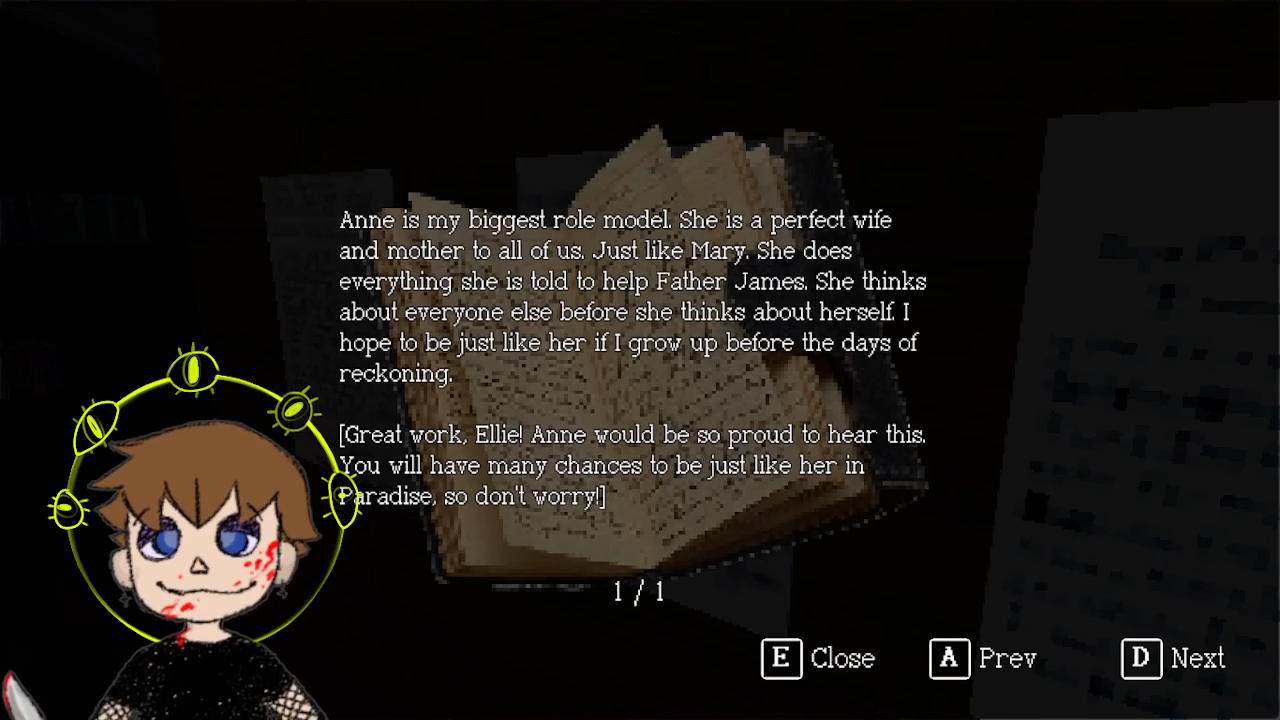 Anne is my biggest role model. She is a perfect wife
and mother to all of us. Just like Mary. She does
everything she is told to help Father James. She thinks
about everyone else before she thinks about herself. I
hope to be just like her if I grow up before the days of
reckoning.
[Great work, Ellie! Anne would be so proud to hear this.
You will have many chances to be just like her in
Paradise, so don't worry!]
1 / 1
E Close
A Prev
D Next